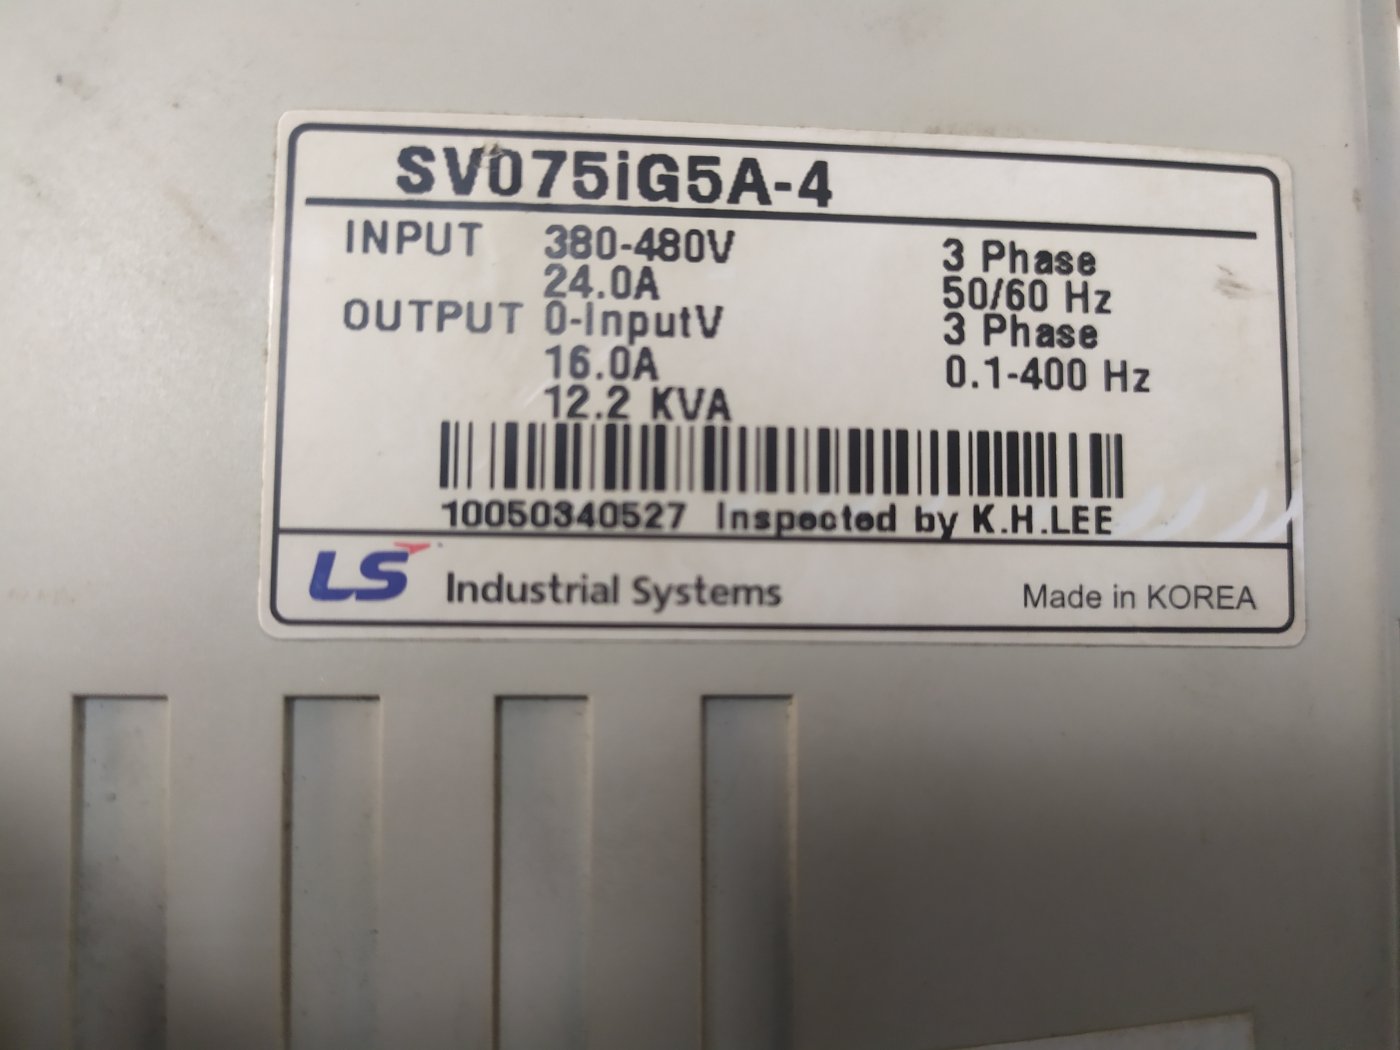 SV075iG5A-4
INPUT 380-480V 3 Phase
24.0A 50/60 Hz
OUTPUT 0-InputV 3 Phase
16.0A 0.1-400 Hz
12.2 KVA
10050340527 Inspected by K.H.LEE
LS Industrial Systems Made in KOREA